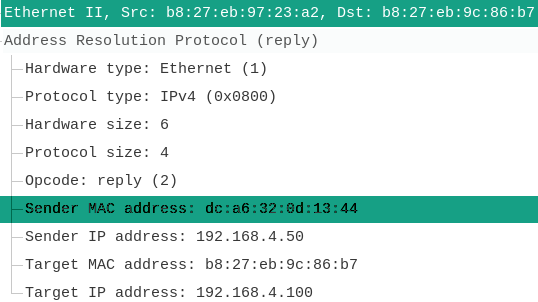 Ethernet II, Src: b8:27:eb:97:23:a2, Dst: b8:27:eb:9c:86:b7
Address Resolution Protocol (reply)
Hardware type: Ethernet (1)
Protocol type: IPv4 (0x0800)
Hardware size: 6
Protocol size: 4
Opcode: reply (2)
Sender MAC address: dc:a6:32:0d:13:44
Sender IP address: 192.168.4.50
Target MAC address: b8:27:eb:9c:86:b7
Target IP address: 192.168.4.100